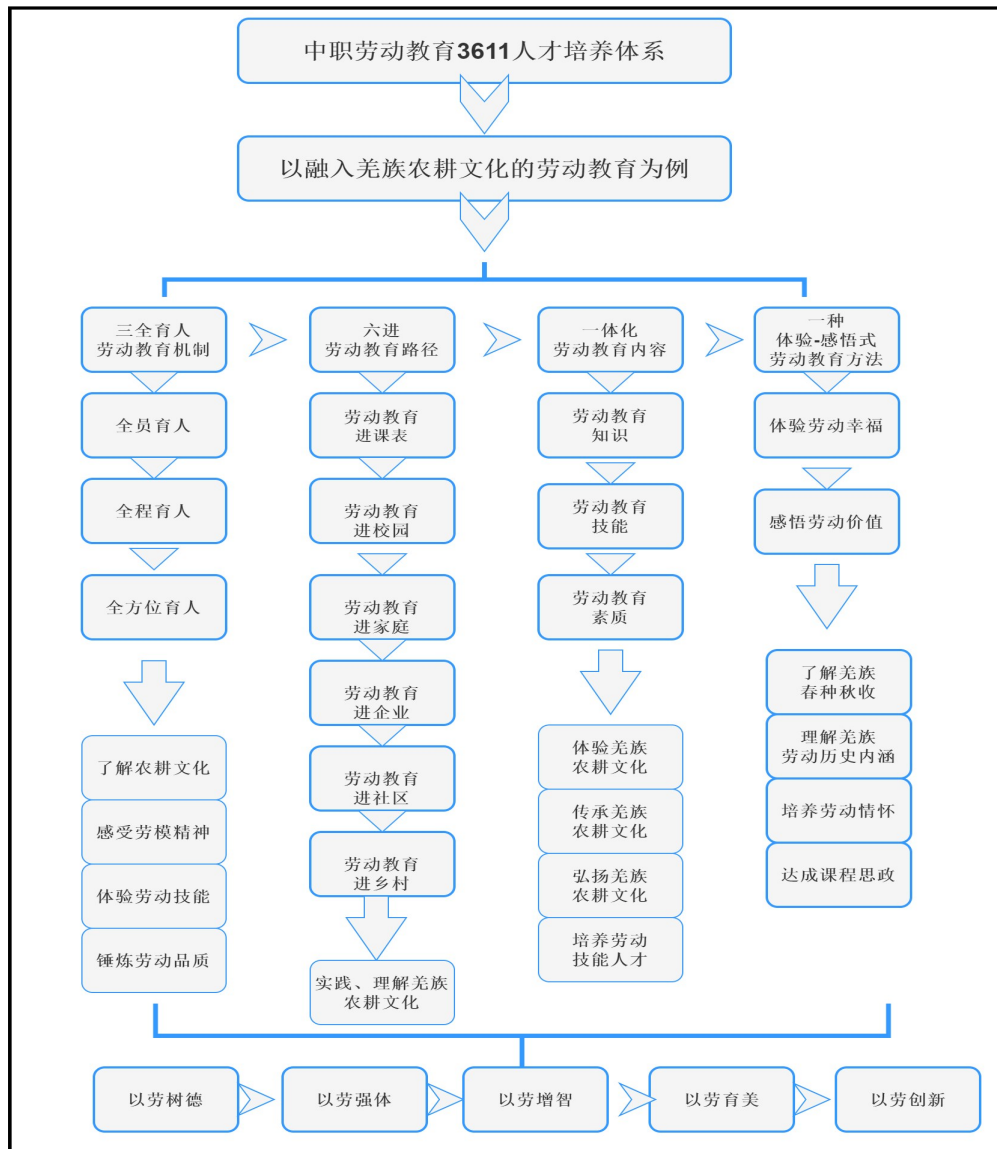 中职劳动教育3611人才培养体系
以融入羌族农耕文化的劳动教育为例
三全育人
劳动教育机制
六进
劳动教育路径
一体化
劳动教育内容
一种
体验-感悟式
劳动教育方法
全员育人
全程育人
全方位育人
了解农耕文化
感受劳模精神
体验劳动技能
锤炼劳动品质
劳动教育
进课表
劳动教育
进校园
劳动教育
进家庭
劳动教育
进企业
劳动教育
进社区
劳动教育
进乡村
实践、理解羌族
农耕文化
劳动教育
知识
劳动教育
技能
劳动教育
素质
体验羌族
农耕文化
传承羌族
农耕文化
弘扬羌族
农耕文化
培养劳动
技能人才
体验劳动幸福
感悟劳动价值
了解羌族
春种秋收
理解羌族
劳动历史内涵
培养劳动情怀
达成课程思政
以劳树德
以劳强体
以劳增智
以劳育美
以劳创新